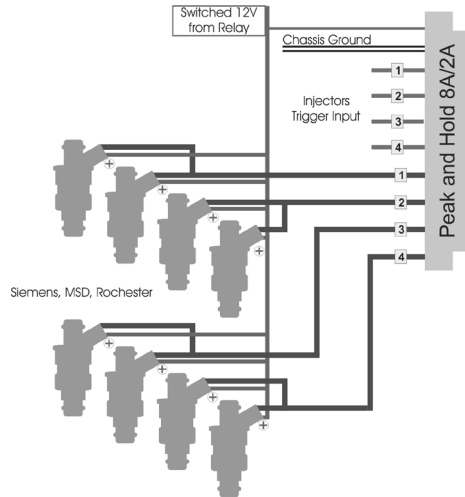 Switched 12V
from Relay
Chassis Ground
1
2
3
4
Injectors
Trigger Input
1
2
3
4
Peak and Hold 8A/2A
+
+
+
+
Siemens, MSD, Rochester
+
+
+
+